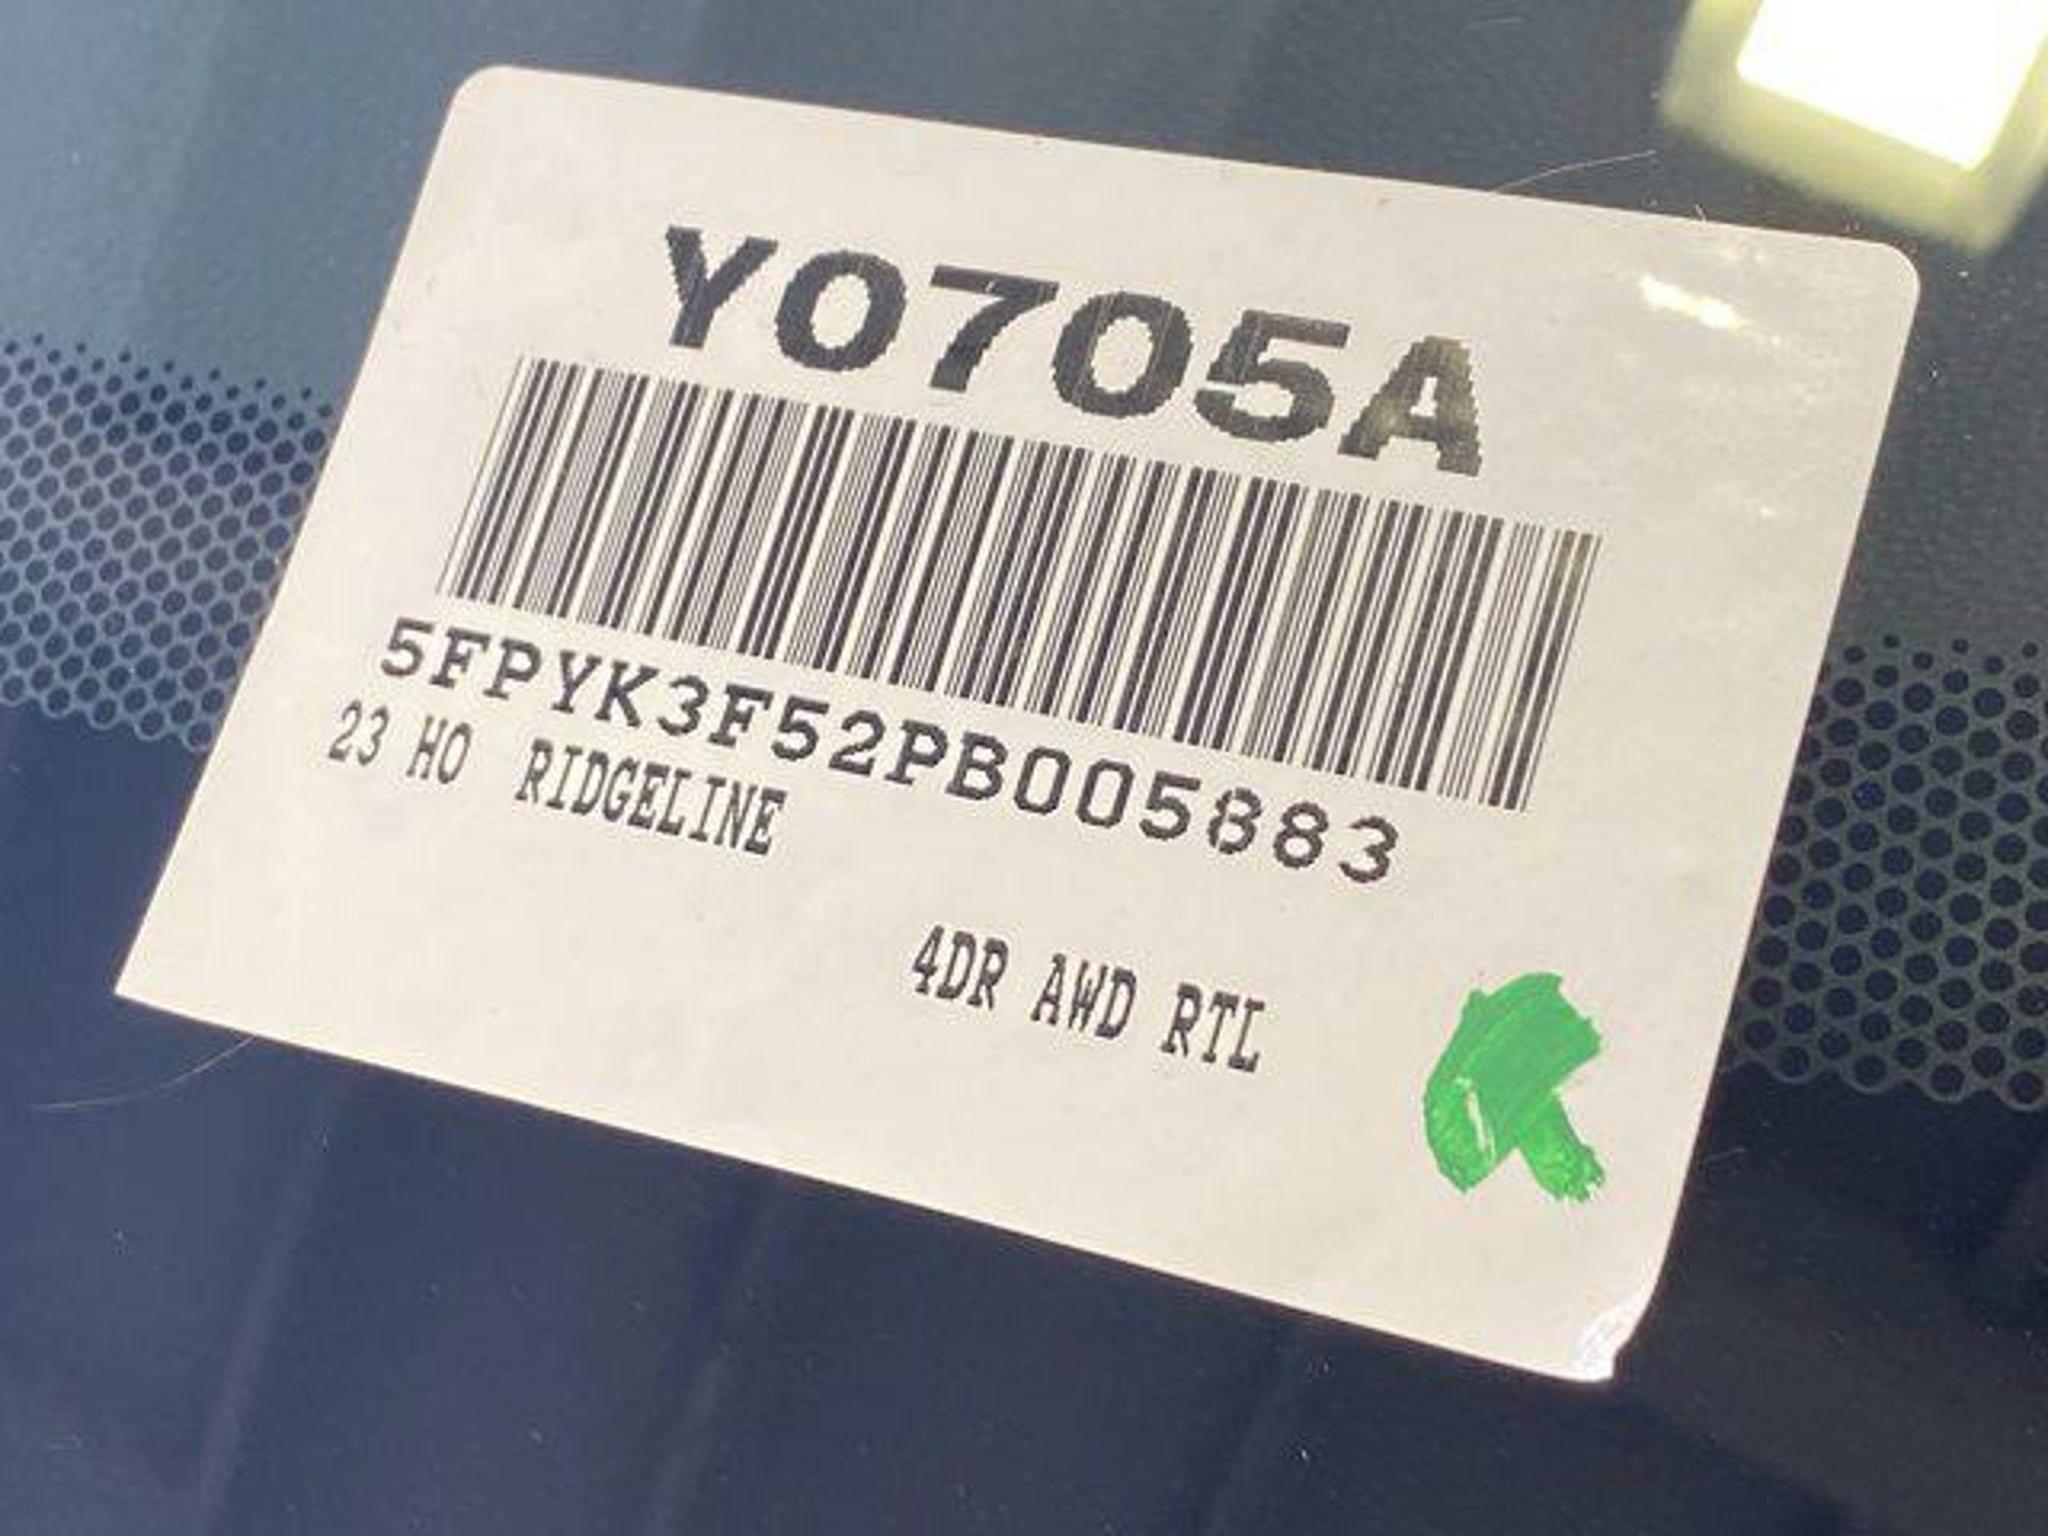 Y0705A
5FPYK3F52PB005883
23 HO RIDGELINE
4DR AWD RTL